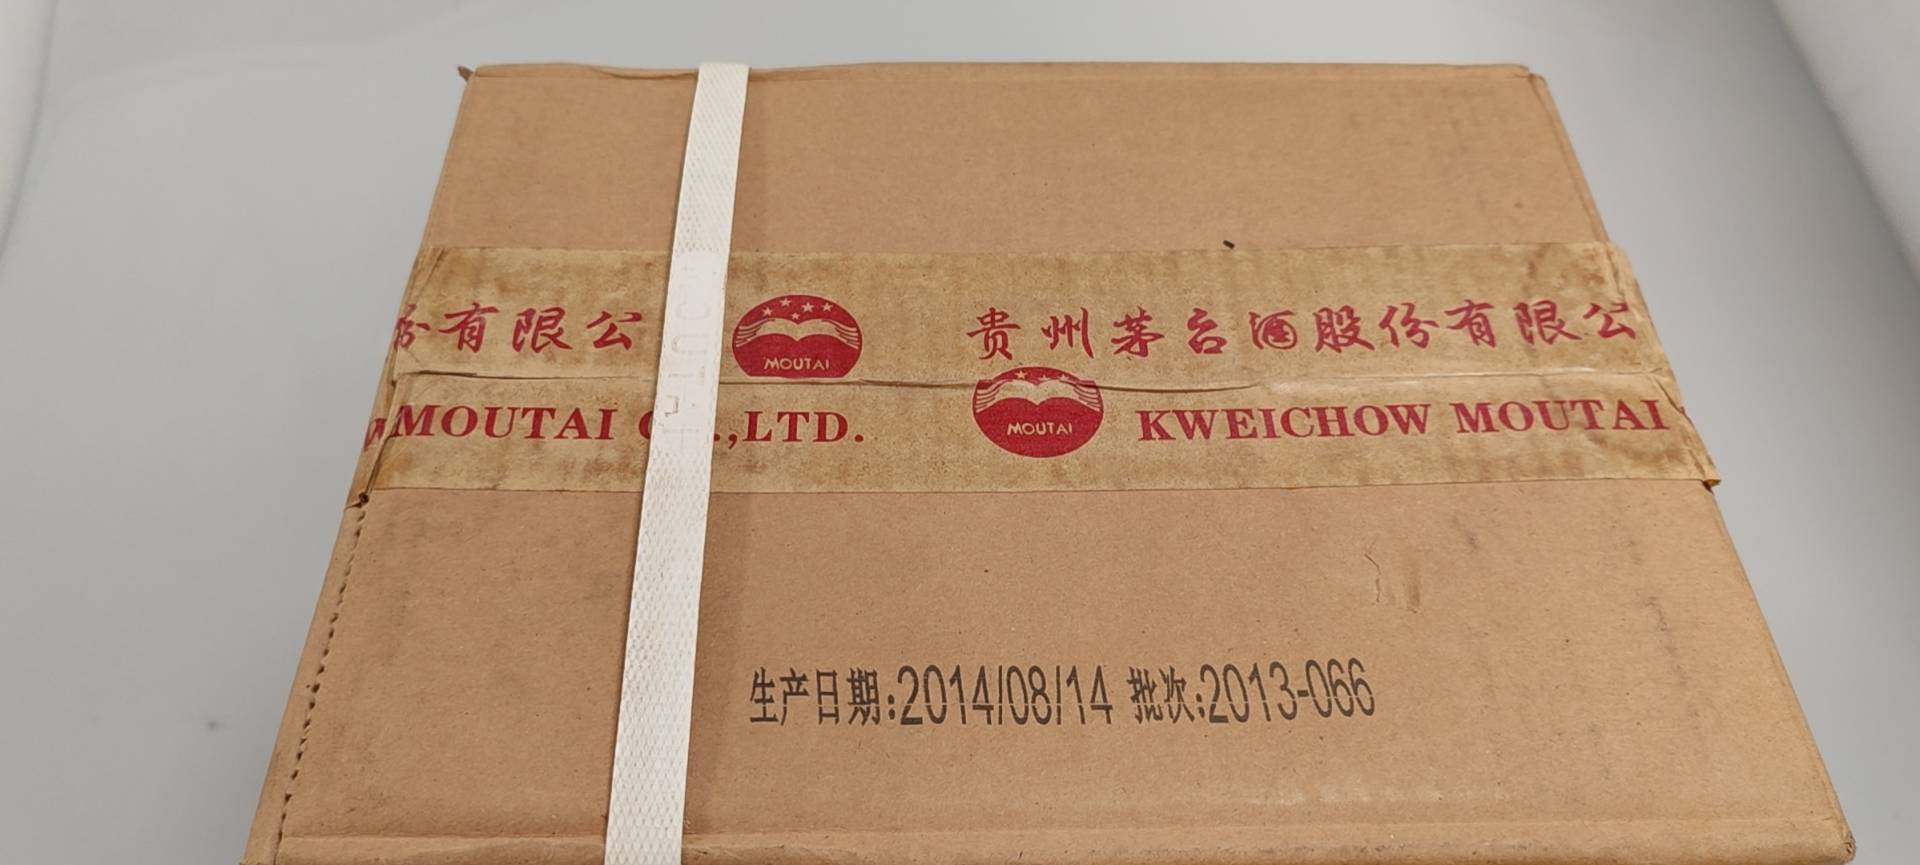 有限公 MOUTAI 贵州茅台酒股份有限公
MOUTAI ,LTD. MOUTAI KWEICHOW MOUTAI
生产日期:2014/08/14 批次:2013-066